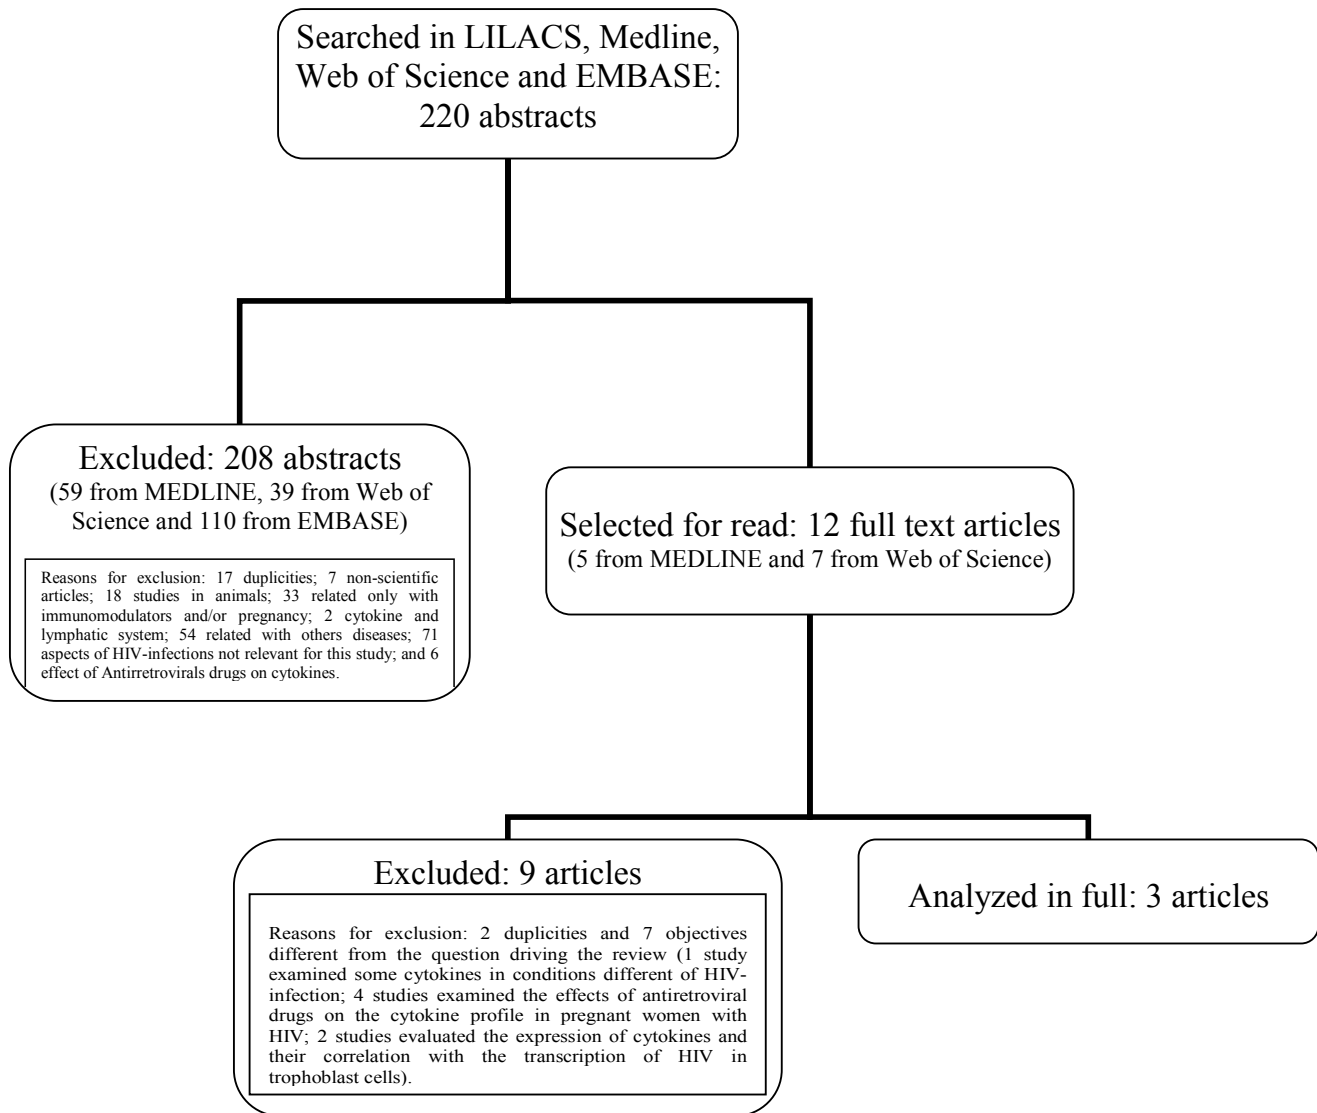 Searched in LILACS, Medline,
Web of Science and EMBASE:
220 abstracts
Excluded: 208 abstracts
(59 from MEDLINE, 39 from Web of
Science and 110 from EMBASE)
Reasons for exclusion: 17 duplicities; 7 non-scientific
articles; 18 studies in animals; 33 related only with
immunomodulators and/or pregnancy; 2 cytokine and
lymphatic system; 54 related with others diseases; 71
aspects of HIV-infections not relevant for this study; and 6
effect of Antirretrovirals drugs on cytokines.
Selected for read: 12 full text articles
(5 from MEDLINE and 7 from Web of Science)
Excluded: 9 articles
Reasons for exclusion: 2 duplicities and 7 objectives
different from the question driving the review (1 study
examined some cytokines in conditions different of HIV-
infection; 4 studies examined the effects of antiretroviral
drugs on the cytokine profile in pregnant women with
HIV; 2 studies evaluated the expression of cytokines and
their correlation with the transcription of HIV in
trophoblast cells).
Analyzed in full: 3 articles